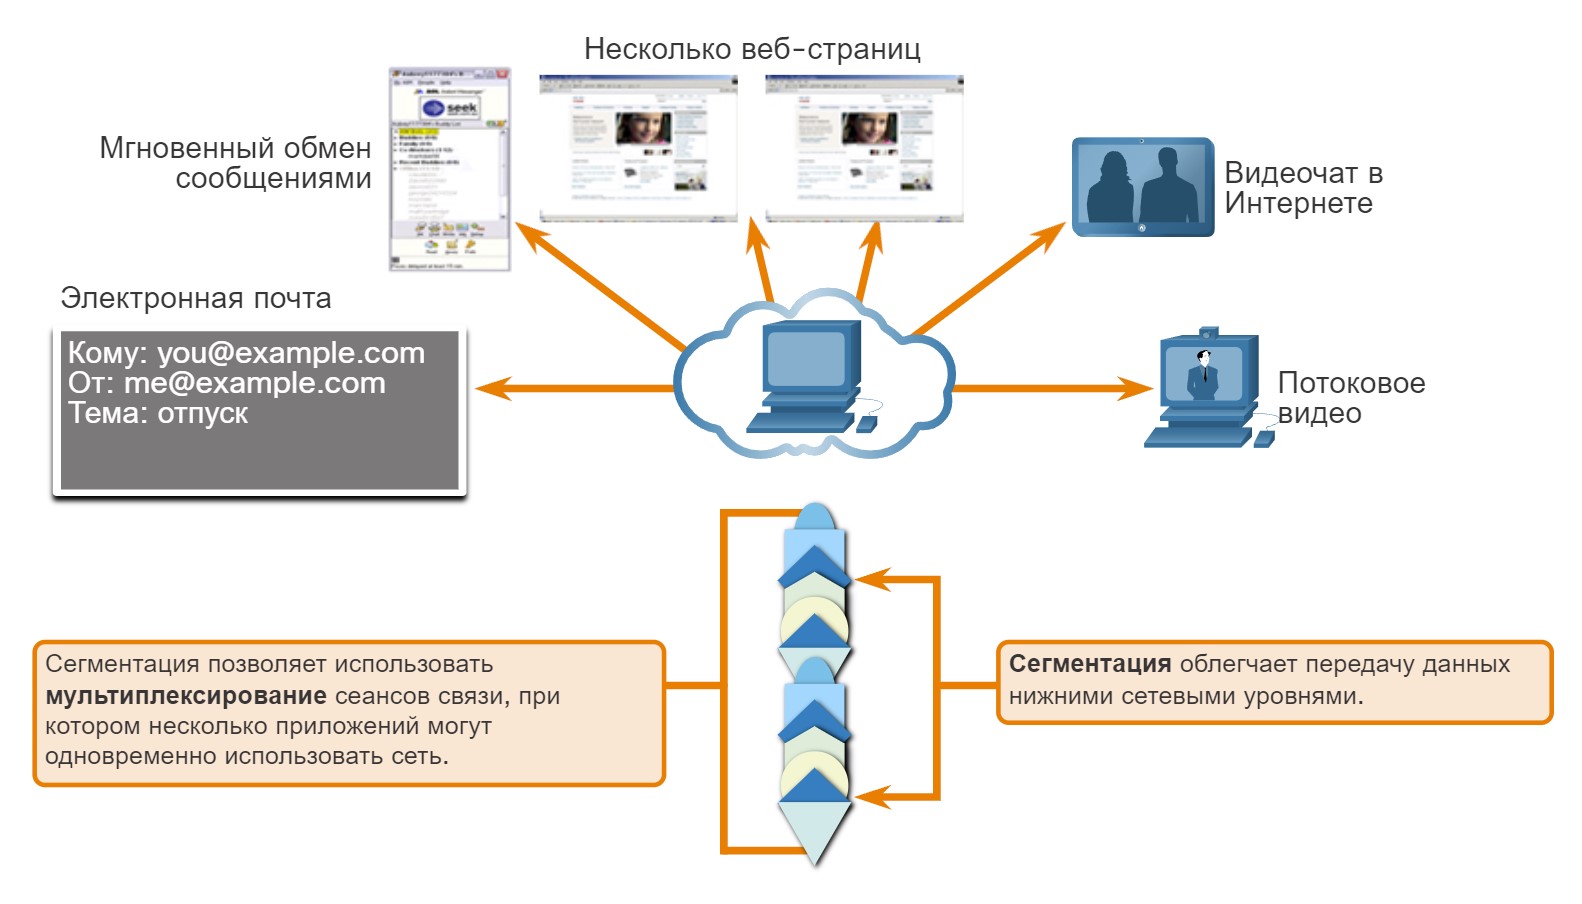 Несколько веб-страниц
Мгновенный обмен
сообщениями
seek
Видеочат в
Интернете
Электронная почта
Кому: you@example.com
От: me@example.com
Тема: отпуск
Потоковое
видео
Сегментация позволяет использовать
мультиплексирование сеансов связи, при
котором несколько приложений могут
одновременно использовать сеть.
Сегментация облегчает передачу данных
нижними сетевыми уровнями.